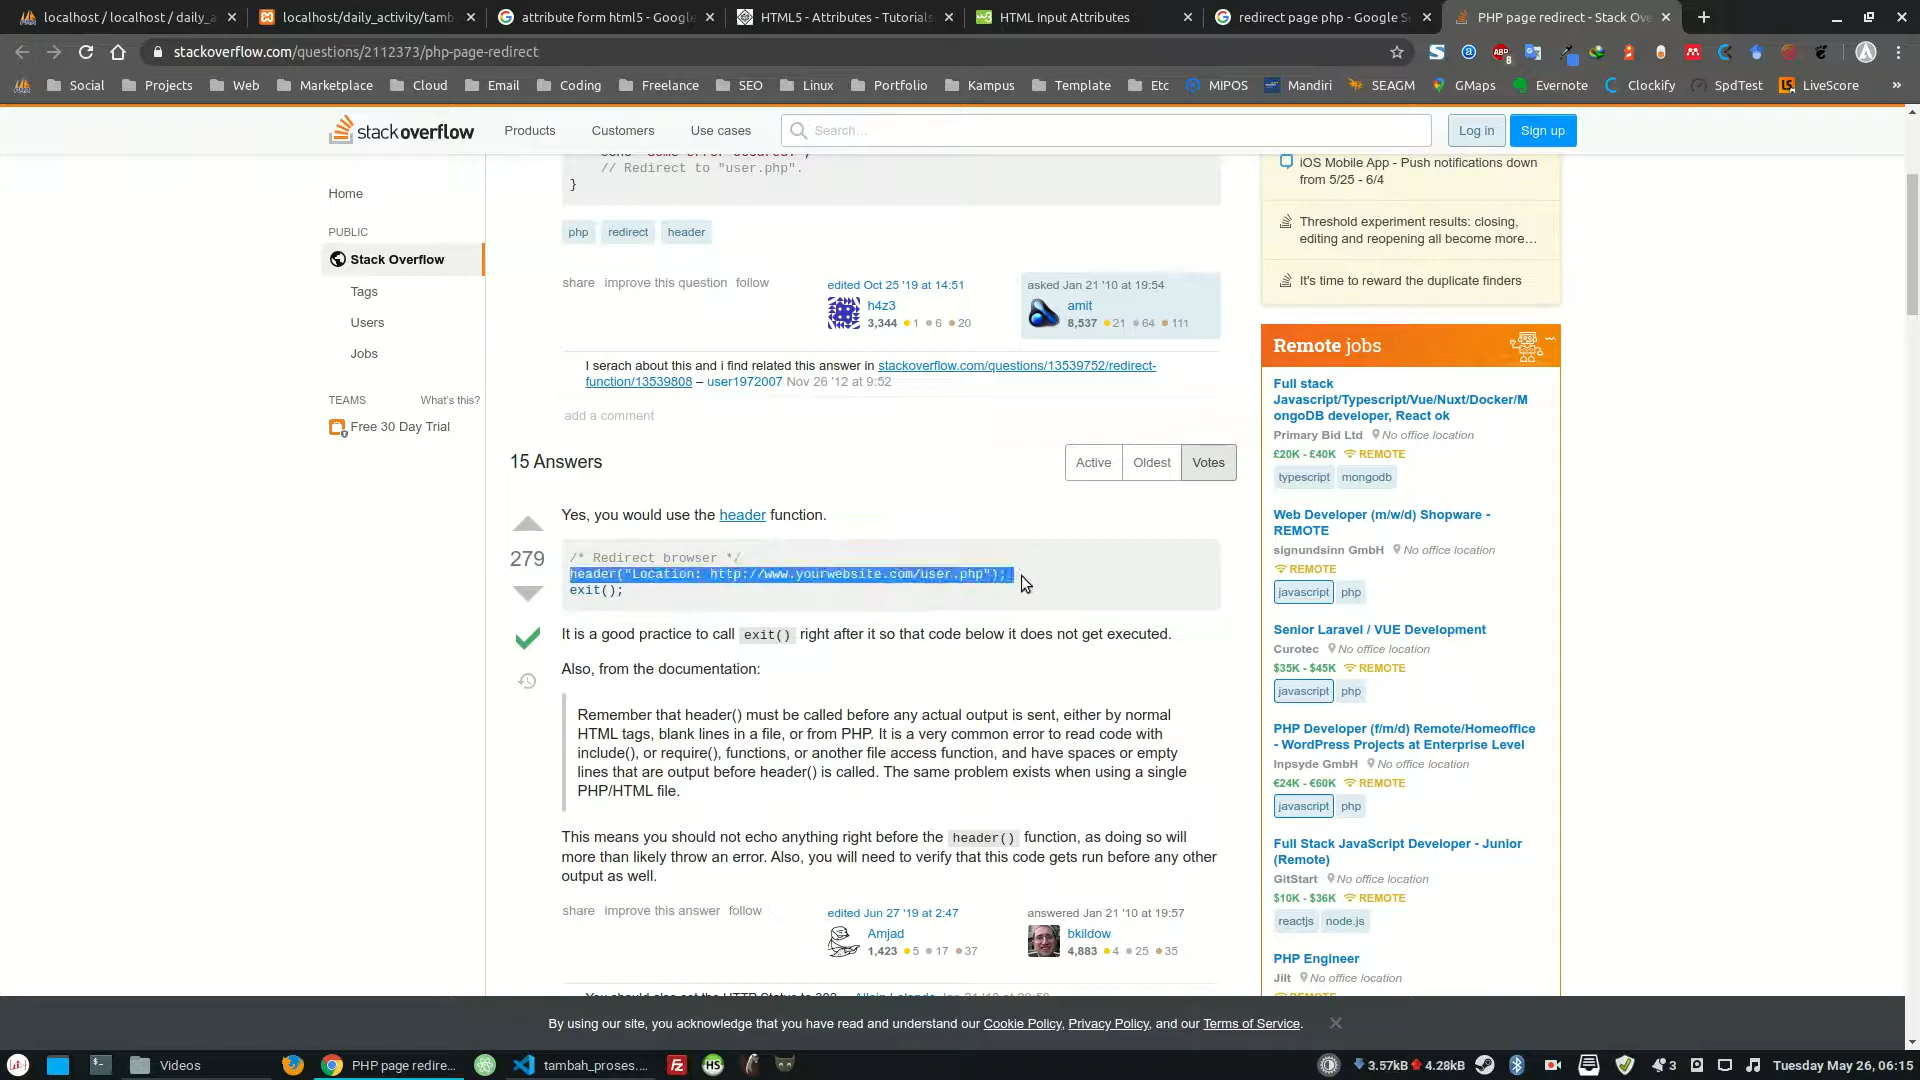 localhost / localhost / daily_a
localhost/daily_activity/tamb
attribute form html5 - Google
HTML5 - Attributes - Tutorials
HTML Input Attributes
redirect page php - Google Se
PHP page redirect - Stack Ove
stackoverflow.com/questions/2112373/php-page-redirect
Social
Projects
Web
Marketplace
Cloud
Email
Coding
Freelance
SEO
Linux
Portfolio
Kampus
Template
Etc
MIPOS
Mandiri
SEAGM
GMaps
Evernote
Clockify
SpdTest
LiveScore
»
stackoverflow
Products
Customers
Use cases
Search…
Log in
Sign up
Home
PUBLIC
Stack Overflow
Tags
Users
Jobs
TEAMS What's this?
Free 30 Day Trial
// Redirect to "user.php".
}
php redirect header
share improve this question follow
edited Oct 25 '19 at 14:51
h4z3
3,344 1 6 20
asked Jan 21 '10 at 19:54
amit
8,537 21 64 111
I serach about this and i find related this answer in stackoverflow.com/questions/13539752/redirect-
function/13539808 – user1972007 Nov 26 '12 at 9:52
add a comment
15 Answers
Active Oldest Votes
279
Yes, you would use the header function.
/* Redirect browser */
header("Location: http://www.yourwebsite.com/user.php");
exit();
It is a good practice to call exit() right after it so that code below it does not get executed.
Also, from the documentation:
Remember that header() must be called before any actual output is sent, either by normal
HTML tags, blank lines in a file, or from PHP. It is a very common error to read code with
include(), or require(), functions, or another file access function, and have spaces or empty
lines that are output before header() is called. The same problem exists when using a single
PHP/HTML file.
This means you should not echo anything right before the header() function, as doing so will
more than likely throw an error. Also, you will need to verify that this code gets run before any other
output as well.
share improve this answer follow
edited Jun 27 '19 at 2:47
Amjad
1,423 5 17 37
answered Jan 21 '10 at 19:57
bkildow
4,883 4 25 35
iOS Mobile App - Push notifications down
from 5/25 - 6/4
Threshold experiment results: closing,
editing and reopening all become more…
It's time to reward the duplicate finders
Remote jobs
Full stack
Javascript/Typescript/Vue/Nuxt/Docker/M
ongoDB developer, React ok
Primary Bid Ltd No office location
£20K - £40K REMOTE
typescript mongodb
Web Developer (m/w/d) Shopware -
REMOTE
signundsinn GmbH No office location
REMOTE
javascript php
Senior Laravel / VUE Development
Curotec No office location
$35K - $45K REMOTE
javascript php
PHP Developer (f/m/d) Remote/Homeoffice
- WordPress Projects at Enterprise Level
Inpsyde GmbH No office location
€24K - €60K REMOTE
javascript php
Full Stack JavaScript Developer - Junior
(Remote)
GitStart No office location
$10K - $36K REMOTE
reactjs node.js
PHP Engineer
Jilt No office location
By using our site, you acknowledge that you have read and understand our Cookie Policy, Privacy Policy, and our Terms of Service.
Videos
PHP page redire...
tambah_proses....
3.57kB 4.28kB
3
Tuesday May 26, 06:15